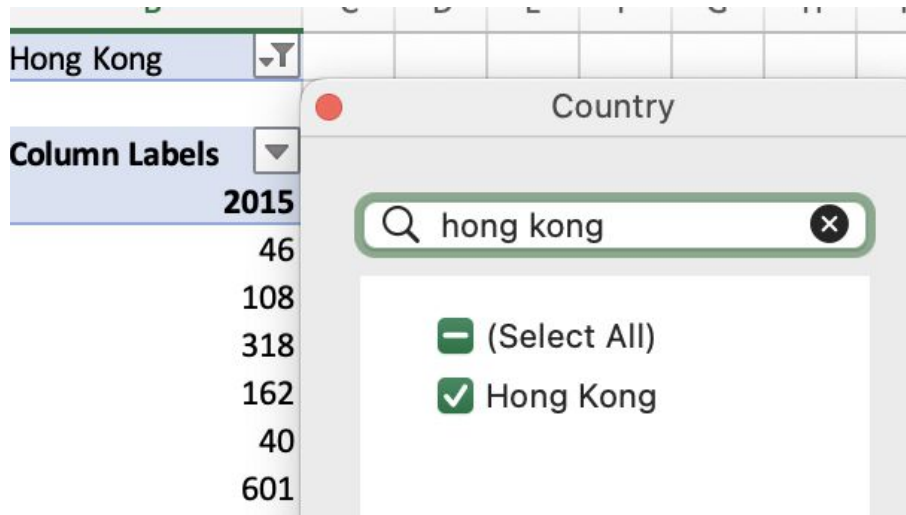 Hong Kong
Country
Column Labels
2015
hong kong
46
108
(Select All)
318
162
Hong Kong
40
601